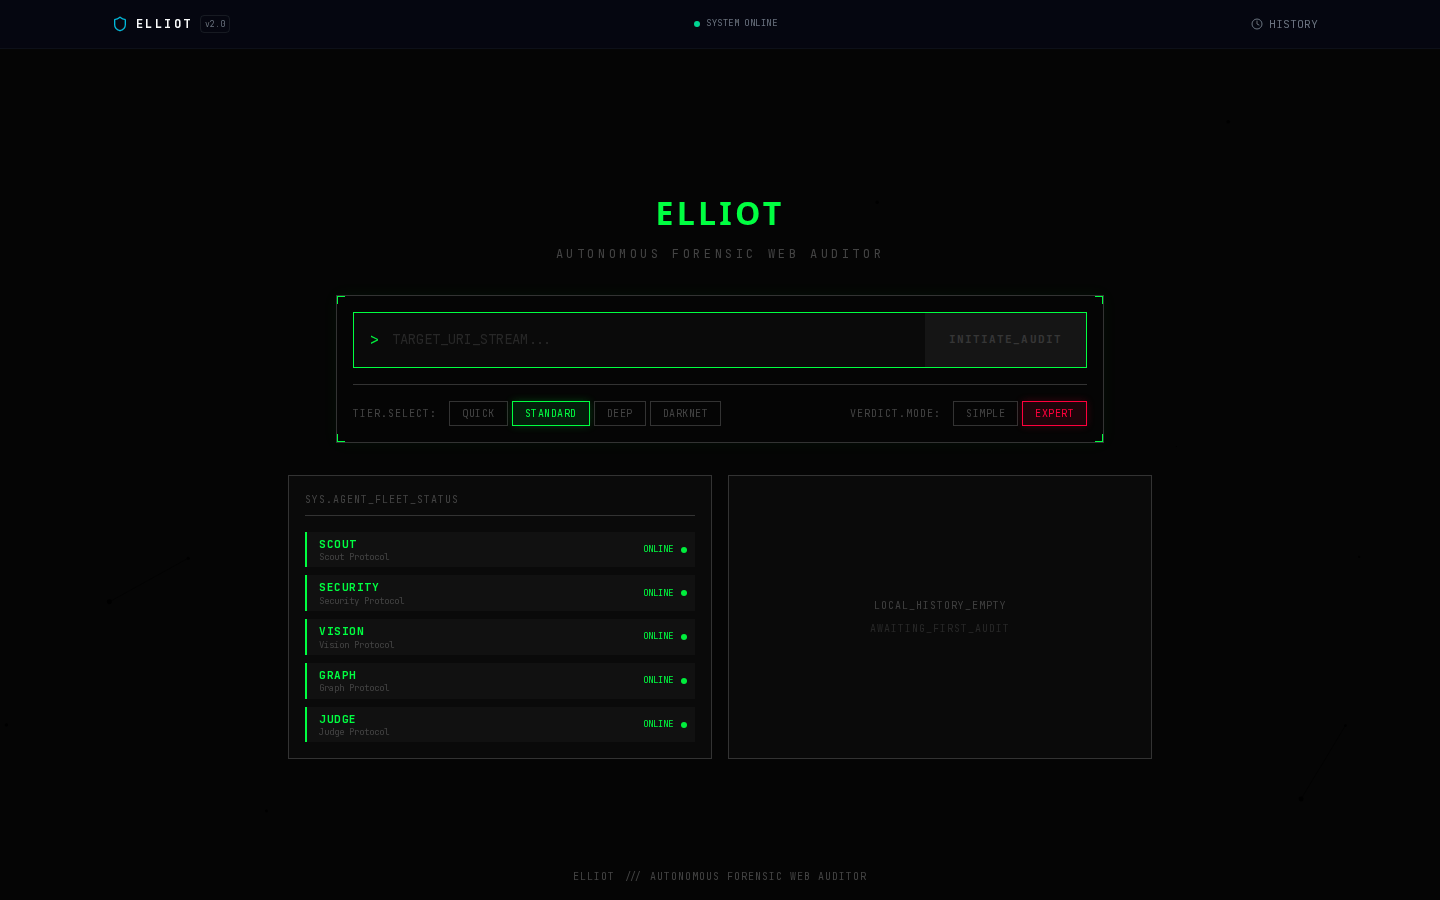 ELLIOT v2.0
SYSTEM ONLINE
HISTORY
ELLIOT
AUTONOMOUS FORENSIC WEB AUDITOR
> TARGET_URI_STREAM... INITIATE_AUDIT
TIER.SELECT: QUICK STANDARD DEEP DARKNET VERDICT.MODE: SIMPLE EXPERT
SYS.AGENT_FLEET_STATUS
SCOUT
Scout Protocol
ONLINE
SECURITY
Security Protocol
ONLINE
VISION
Vision Protocol
ONLINE
GRAPH
Graph Protocol
ONLINE
JUDGE
Judge Protocol
ONLINE
LOCAL_HISTORY_EMPTY
AWAITING_FIRST_AUDIT
ELLIOT /// AUTONOMOUS FORENSIC WEB AUDITOR